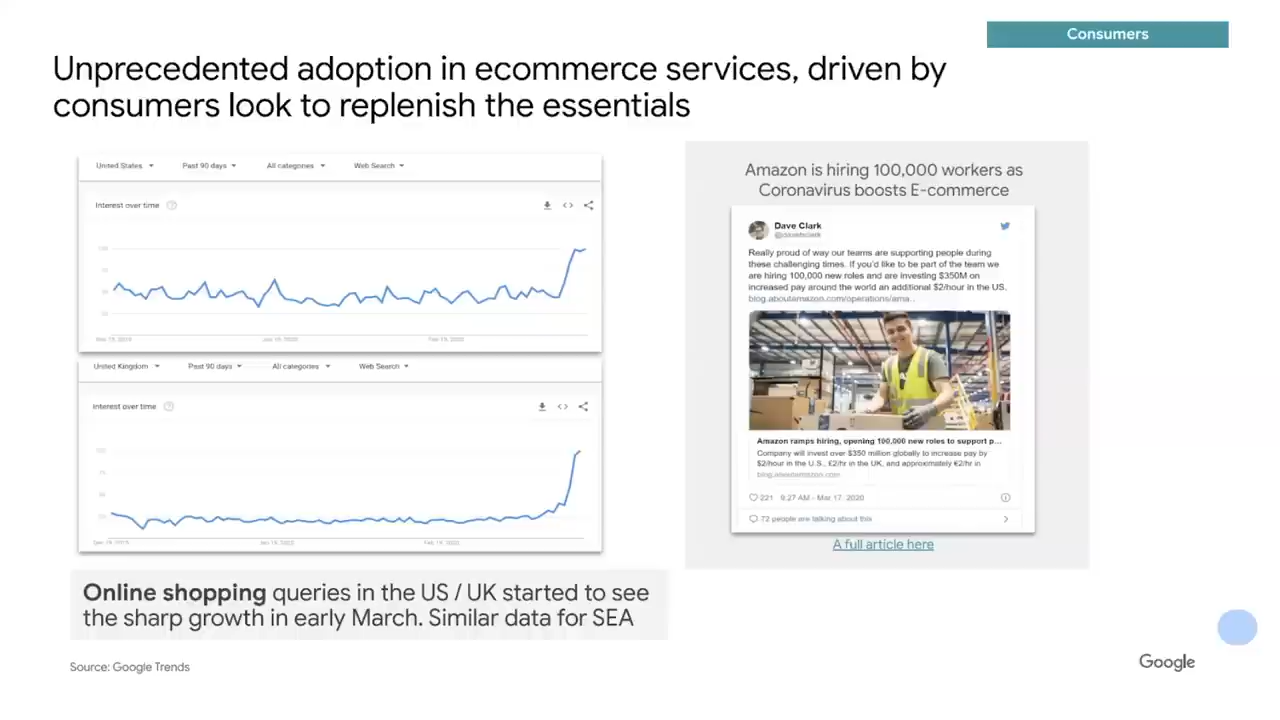 Consumers
Unprecedented adoption in ecommerce services, driven by
consumers look to replenish the essentials
United States
Past 90 days
All categories
Web Search
Interest over time
United Kingdom
Past 90 days
All categories
Web Search
Interest over time
Online shopping queries in the US / UK started to see
the sharp growth in early March. Similar data for SEA
Source: Google Trends
Amazon is hiring 100,000 workers as
Coronavirus boosts E-commerce
Dave Clark
Really proud of way our teams are supporting people during
these challenging times. If you'd like to be part of the team we
are hiring 100,000 new roles and are investing $350M on
increased pay around the world an additional $2/hour in the US.
blog.aboutamazon.com/operations/ama..
Amazon ramps hiring, opening 100,000 new roles to support p...
Company will invest over $350 million globally to increase pay by
$2/hour in the U.S., £2/hr in the UK, and approximately €2/hr in
blog.aboutamazon.com
221 9:27 AM - Mar 17, 2020
72 people are talking about this
A full article here
Google